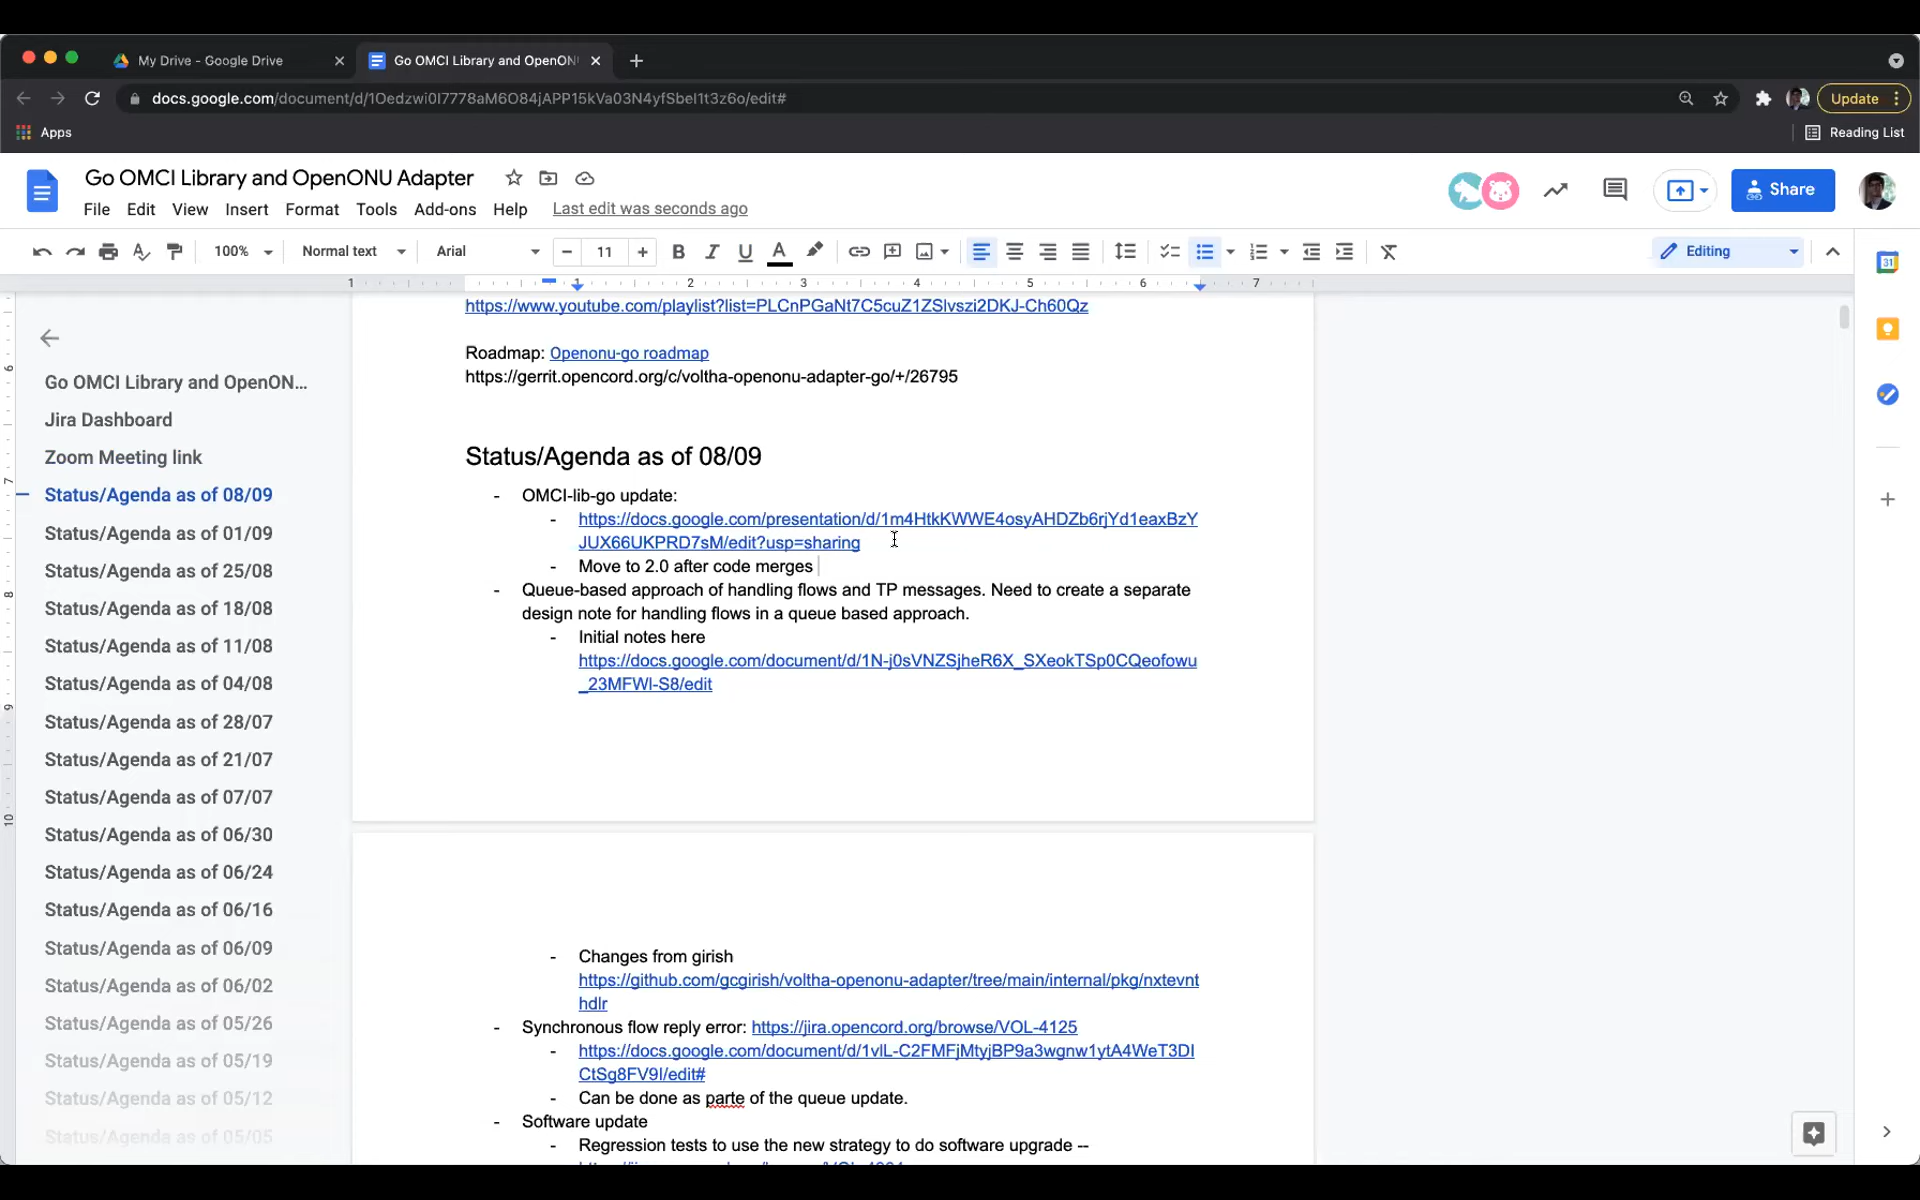 My Drive - Google Drive
Go OMCI Library and OpenON
docs.google.com/document/d/1Oedzwi0I7778aM6O84jAPP15kVa03N4yfSbeI1t3z6o/edit#
Update
Apps
Reading List
Go OMCI Library and OpenONU Adapter
Share
File Edit View Insert Format Tools Add-ons Help Last edit was seconds ago
100% Normal text Arial 11 Editing
1 1 2 3 4 5 6 7
https://www.youtube.com/playlist?list=PLCnPGaNt7C5cuZ1ZSlvszi2DKJ-Ch60Qz
Roadmap: Openonu-go roadmap
https://gerrit.opencord.org/c/voltha-openonu-adapter-go/+/26795
Status/Agenda as of 08/09
- OMCI-lib-go update:
- https://docs.google.com/presentation/d/1m4HtkKWWE4osyAHDZb6rjYd1eaxBzY
JUX66UKPRD7sM/edit?usp=sharing
- Move to 2.0 after code merges
- Queue-based approach of handling flows and TP messages. Need to create a separate
design note for handling flows in a queue based approach.
- Initial notes here
https://docs.google.com/document/d/1N-j0sVNZSjheR6X_SXeokTSp0CQeofowu
_23MFWl-S8/edit
- Changes from girish
https://github.com/gcgirish/voltha-openonu-adapter/tree/main/internal/pkg/nxtevnt
hdlr
- Synchronous flow reply error: https://jira.opencord.org/browse/VOL-4125
- https://docs.google.com/document/d/1vlL-C2FMFjMtyjBP9a3wgnw1ytA4WeT3DI
CtSg8FV9I/edit#
- Can be done as parte of the queue update.
- Software update
- Regression tests to use the new strategy to do software upgrade --
Go OMCI Library and OpenON...
Jira Dashboard
Zoom Meeting link
Status/Agenda as of 08/09
Status/Agenda as of 01/09
Status/Agenda as of 25/08
Status/Agenda as of 18/08
Status/Agenda as of 11/08
Status/Agenda as of 04/08
Status/Agenda as of 28/07
Status/Agenda as of 21/07
Status/Agenda as of 07/07
Status/Agenda as of 06/30
Status/Agenda as of 06/24
Status/Agenda as of 06/16
Status/Agenda as of 06/09
Status/Agenda as of 06/02
Status/Agenda as of 05/26
Status/Agenda as of 05/19
Status/Agenda as of 05/12
Status/Agenda as of 05/05
6
7
8
9
10
31